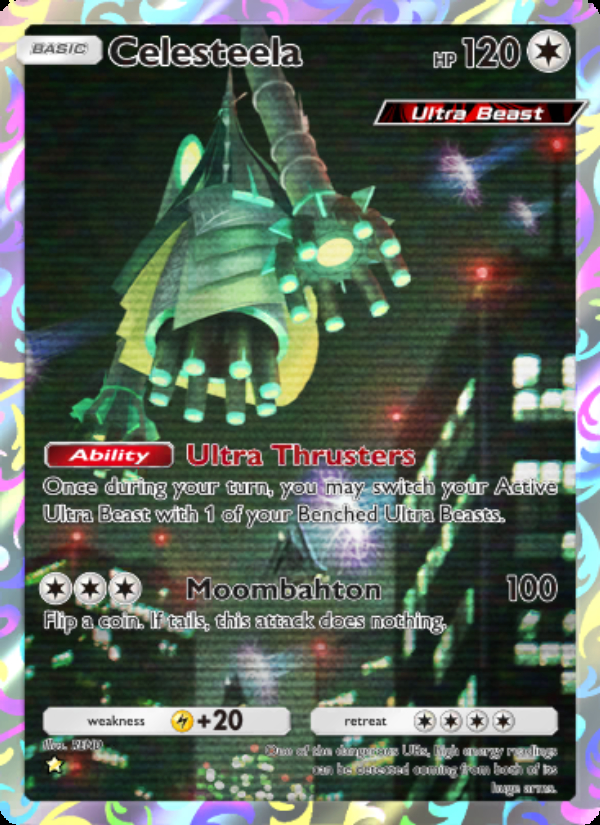 BASIC Celesteela HP 120
Ultra Beast
Ability Ultra Thrusters
Once during your turn, you may switch your Active
Ultra Beast with 1 of your Benched Ultra Beasts.
Moombahton 100
Flip a coin. If tails, this attack does nothing.
weakness +20 retreat
Illus. REND
One of the dangerous UBs, high energy readings
can be detected coming from both of its
huge arms.